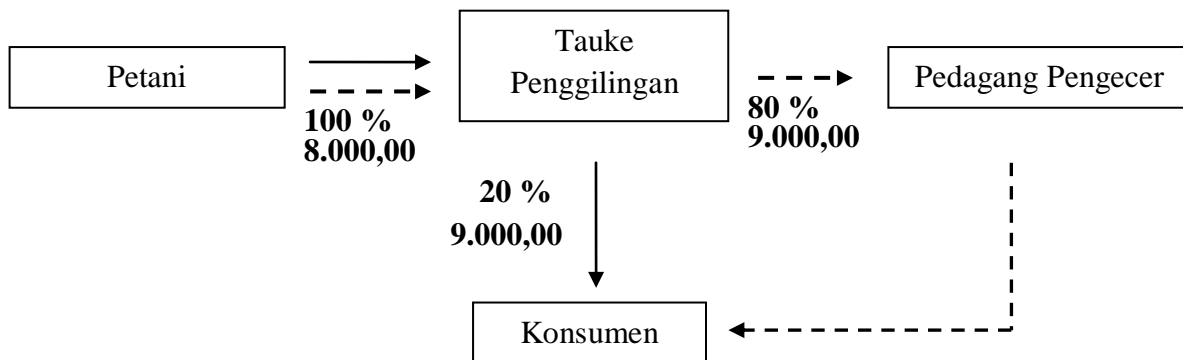 Petani
100 %
8.000,00
Tauke
Penggilingan
80 %
9.000,00
Pedagang Pengecer
20 %
9.000,00
Konsumen